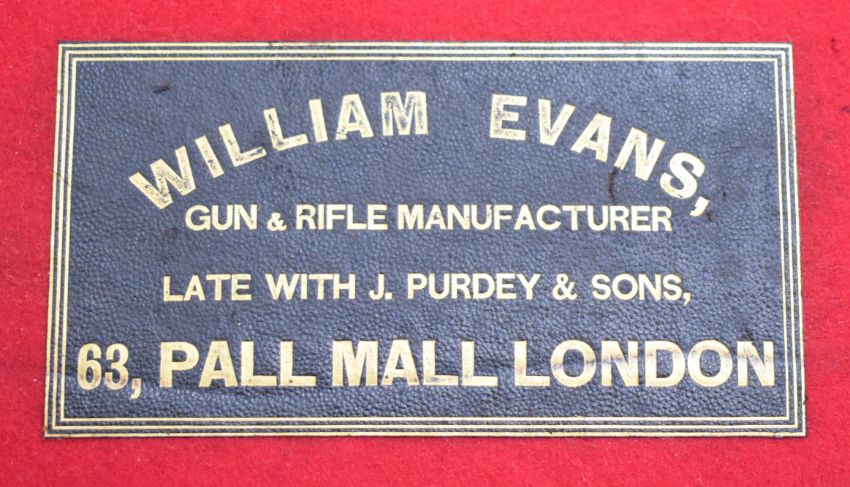 WILLIAM EVANS,
GUN & RIFLE MANUFACTURER
LATE WITH J. PURDEY & SONS,
63, PALL MALL LONDON